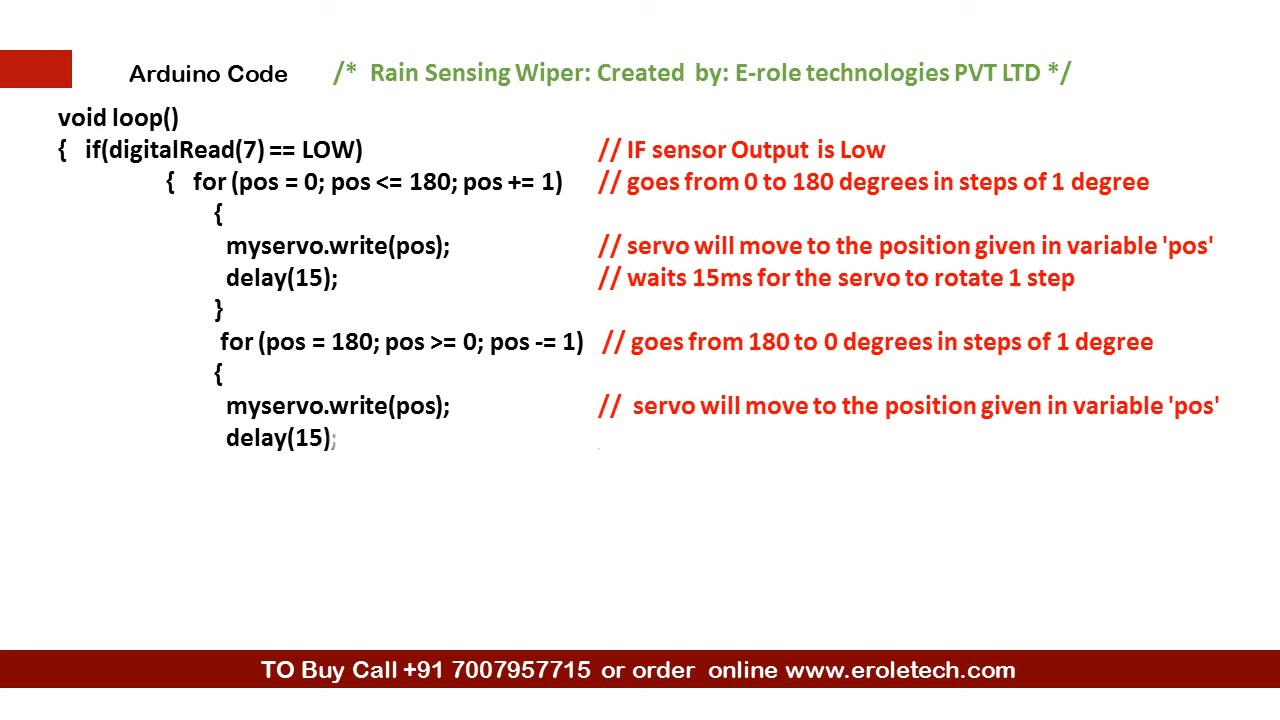 Arduino Code /* Rain Sensing Wiper: Created by: E-role technologies PVT LTD */
void loop()
{ if(digitalRead(7) == LOW) // IF sensor Output is Low
{ for (pos = 0; pos <= 180; pos += 1) // goes from 0 to 180 degrees in steps of 1 degree
{
myservo.write(pos); // servo will move to the position given in variable 'pos'
delay(15); // waits 15ms for the servo to rotate 1 step
}
for (pos = 180; pos >= 0; pos -= 1) // goes from 180 to 0 degrees in steps of 1 degree
{
myservo.write(pos); // servo will move to the position given in variable 'pos'
delay(15);
TO Buy Call +91 7007957715 or order online www.eroletech.com